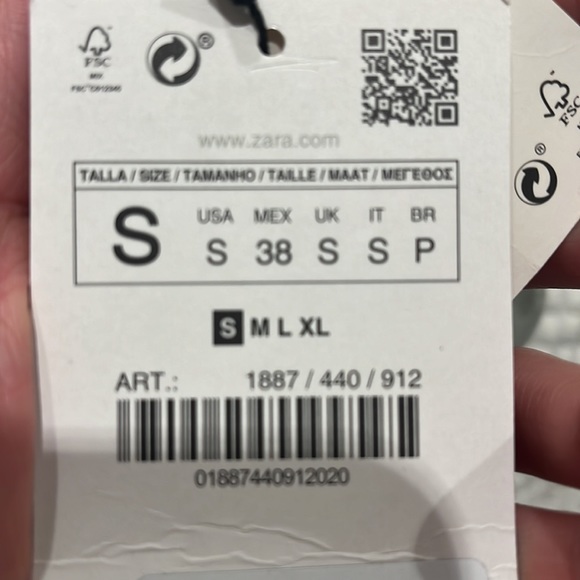 FSC
MIX
®
www.zara.com
TALLA / SIZE / TAMANHO / TAILLE / MAAT / ΜΕΓΕΘΟΣ
S
USA MEX UK IT BR
S 38 S S P
S M L XL
ART.: 1887 / 440 / 912
01887440912020
FSC
®